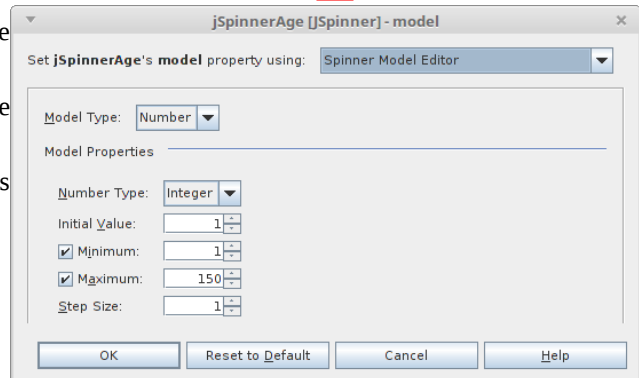 jSpinnerAge [JSpinner] - model
e
Set jSpinnerAge's model property using: Spinner Model Editor
e
Model Type: Number
Model Properties
s
Number Type: Integer
Initial Value: 1
Minimum: 1
Maximum: 150
Step Size: 1
OK Reset to Default Cancel Help